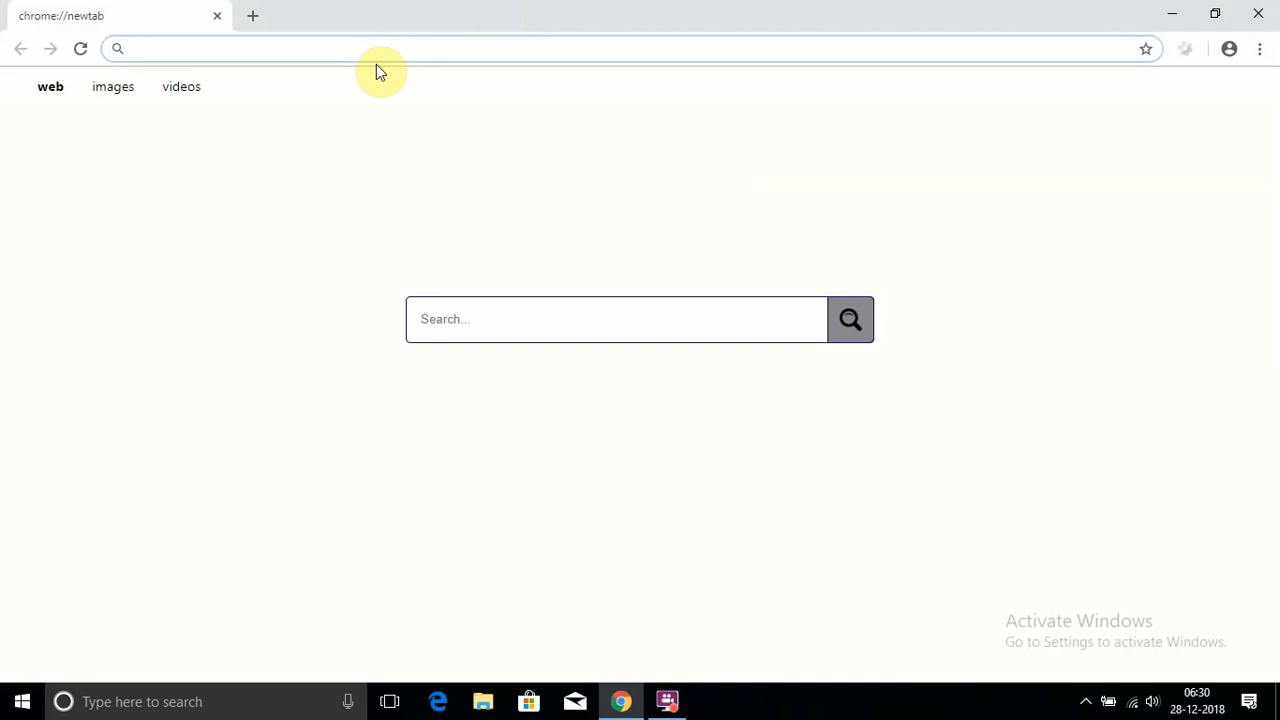 chrome://newtab
web images videos
Search...
Activate Windows
Go to Settings to activate Windows.
Type here to search
06:30
28-12-2018